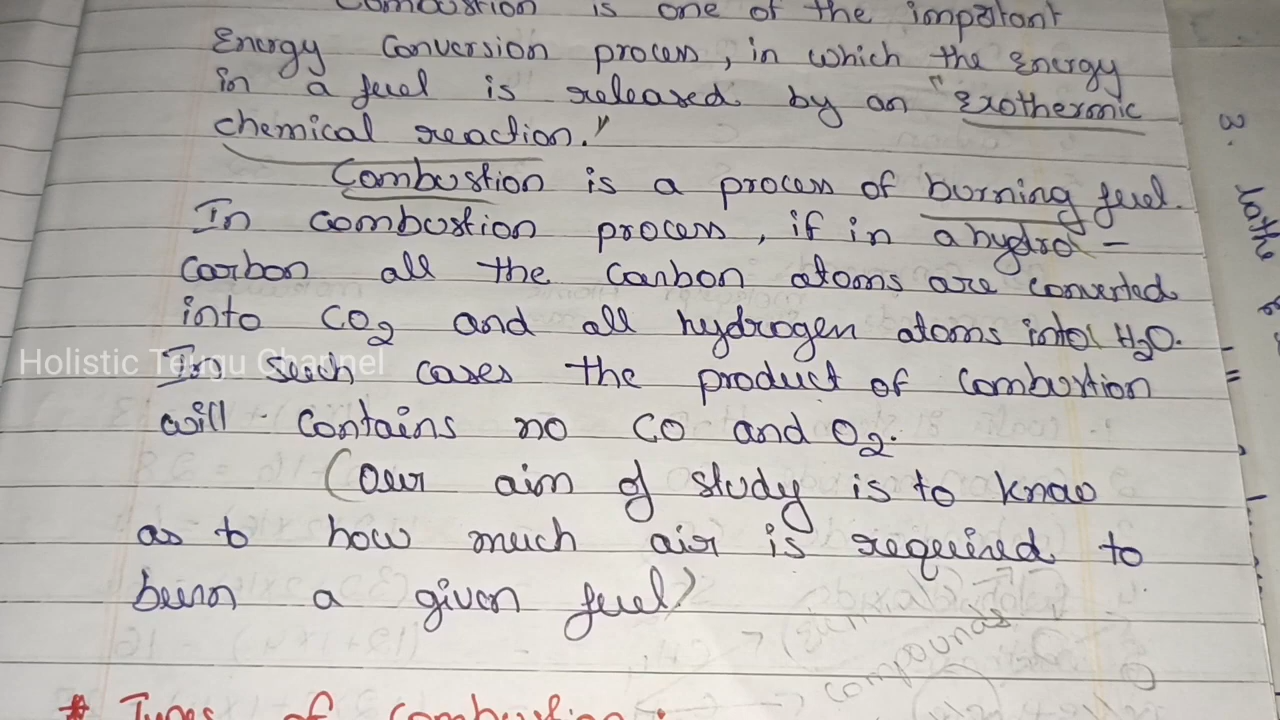 Combustion is one of the important
Energy Conversion process, in which the Energy
in a fuel is released by an "Exothermic
chemical reaction."
Combustion is a process of burning fuel.
In combustion process, if in a hydro-
carbon all the carbon atoms are converted
into CO2 and all hydrogen atoms into H2O.
Holistic Telugu Channel
In such cases the product of combustion
will contains no CO and O2.
(Our aim of study is to know
as to how much air is required to
burn a given fuel)
compounds
# Types of combustion: